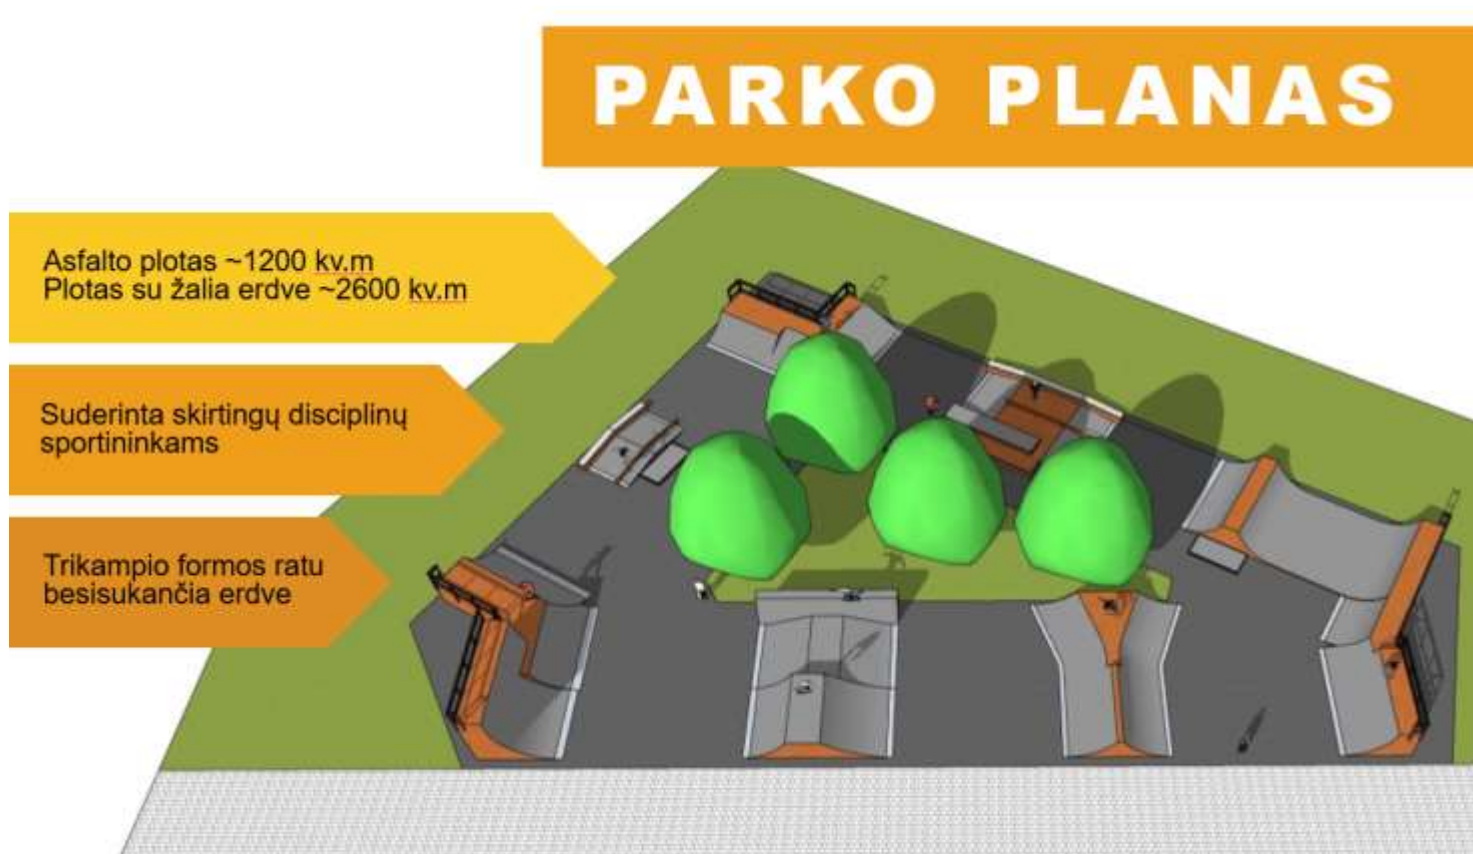 PARKO PLANAS
Asfalto plotas ~1200 kv.m
Plotas su žalia erdve ~2600 kv.m
Suderinta skirtingų disciplinų
sportininkams
Trikampio formos ratu
besisukančia erdve